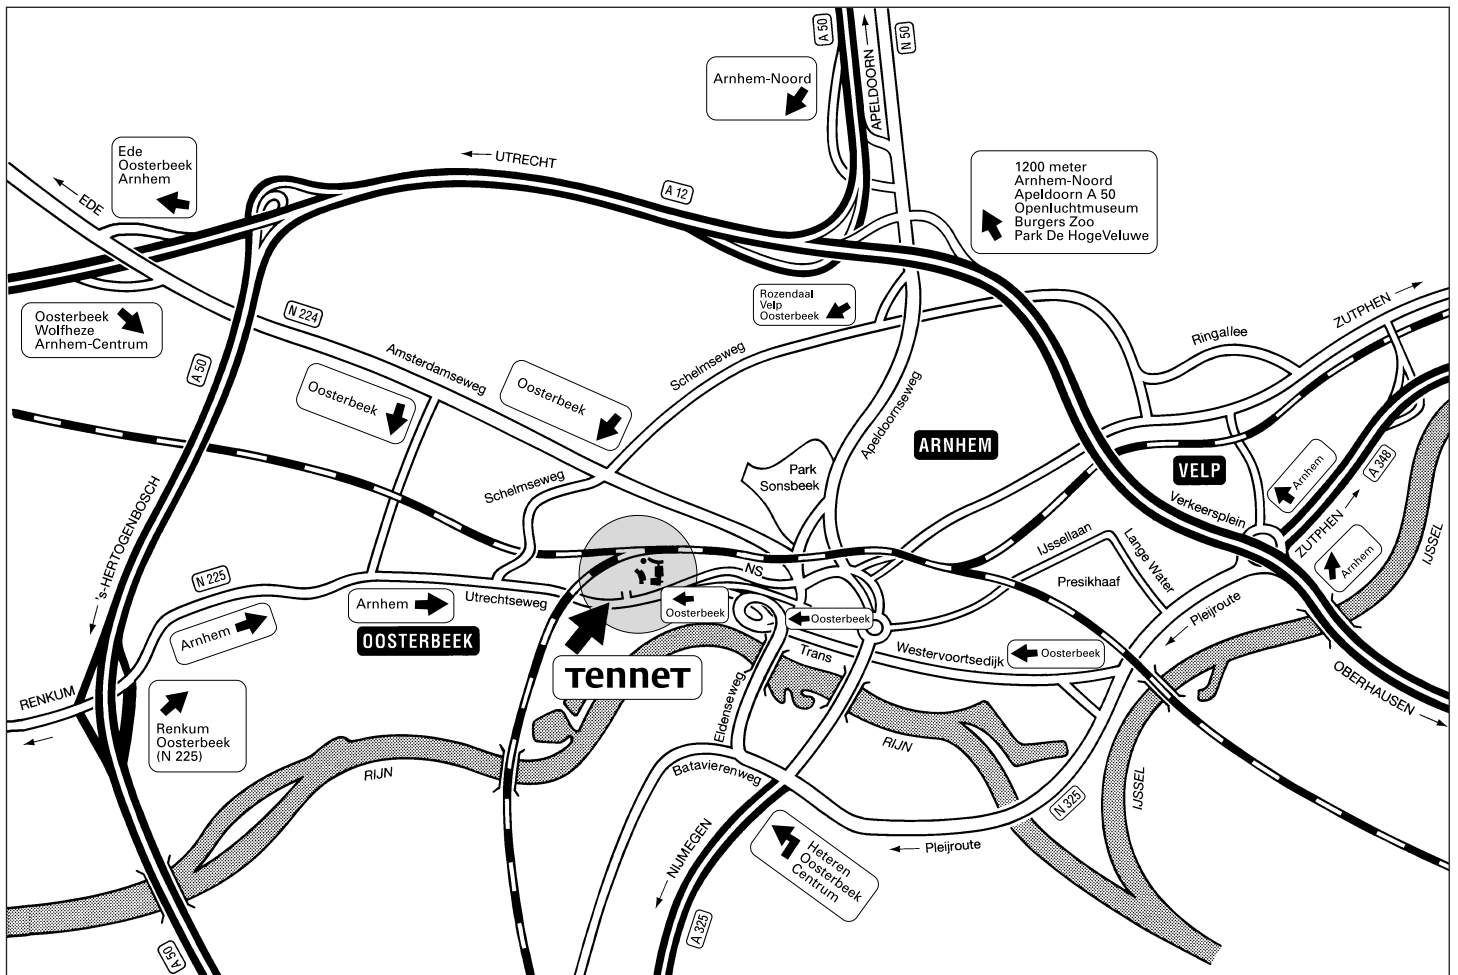 A 50
N 50
APELDOORN
Arnhem-Noord
Ede
Oosterbeek
Arnhem
UTRECHT
EDE
A 12
1200 meter
Arnhem-Noord
Apeldoorn A 50
Openluchtmuseum
Burgers Zoo
Park De HogeVeluwe
Oosterbeek
Wolfheze
Arnhem-Centrum
N 224
Rozendaal
Velp
Oosterbeek
ZUTPHEN
Ringallee
A 50
Amsterdamseweg
Schelmseweg
Oosterbeek
Oosterbeek
Apeldoornseweg
ARNHEM
VELP
Park
Sonsbeek
Schelmseweg
Arnhem
A 348
Verkeersplein
's-HERTOGENBOSCH
ZUTPHEN
IJSSEL
IJssellaan
Lange Water
Arnhem
NS
Presikhaaf
N 225
Utrechtseweg
Arnhem
Oosterbeek
Oosterbeek
Pleijroute
Arnhem
OOSTERBEEK
Trans
Westervoortsedijk
Oosterbeek
TenneT
RENKUM
Eldenseweg
OBERHAUSEN
Renkum
Oosterbeek
(N 225)
RIJN
RIJN
Batavierenweg
IJSSEL
N 325
NIJMEGEN
Pleijroute
Heteren
Oosterbeek
Centrum
A 325
A 50